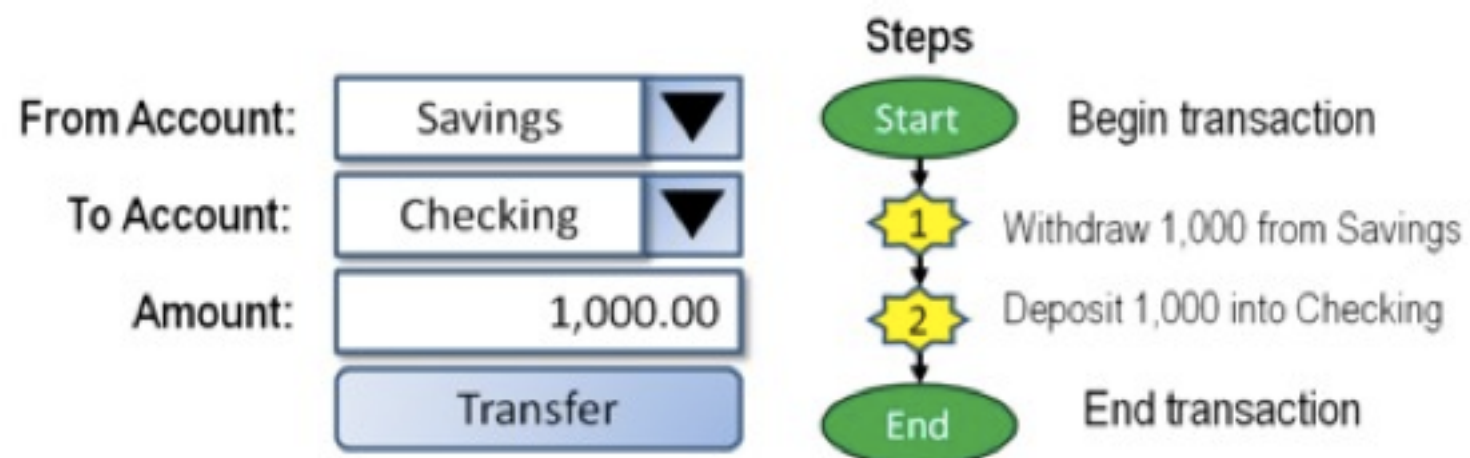 Steps
From Account: Savings
Start Begin transaction
To Account: Checking
1 Withdraw 1,000 from Savings
Amount: 1,000.00
2 Deposit 1,000 into Checking
Transfer
End End transaction